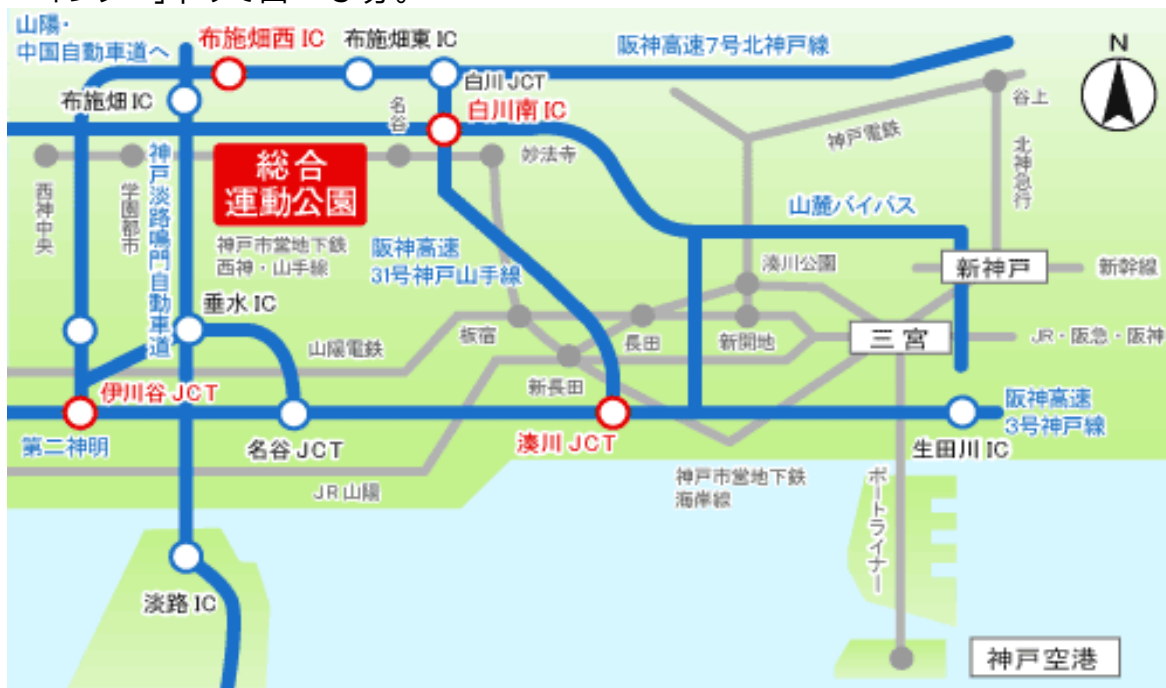 山陽・
中国自動車道へ
布施畑西 IC
布施畑東 IC
阪神高速7号北神戸線
N
白川 JCT
布施畑 IC
名谷
白川南 IC
谷上
神戸電鉄
妙法寺
北神急行
総合
運動公園
西神中央
学園都市
神戸淡路鳴門自動車道
山麓バイパス
神戸市営地下鉄
西神・山手線
阪神高速
31号神戸山手線
湊川公園
新神戸
新幹線
垂水 IC
山陽電鉄
板宿
長田
新開地
三宮
JR・阪急・阪神
新長田
伊川谷 JCT
阪神高速
3号神戸線
第二神明
名谷 JCT
湊川 JCT
生田川 IC
JR 山陽
神戸市営地下鉄
海岸線
ポートライナー
淡路 IC
神戸空港